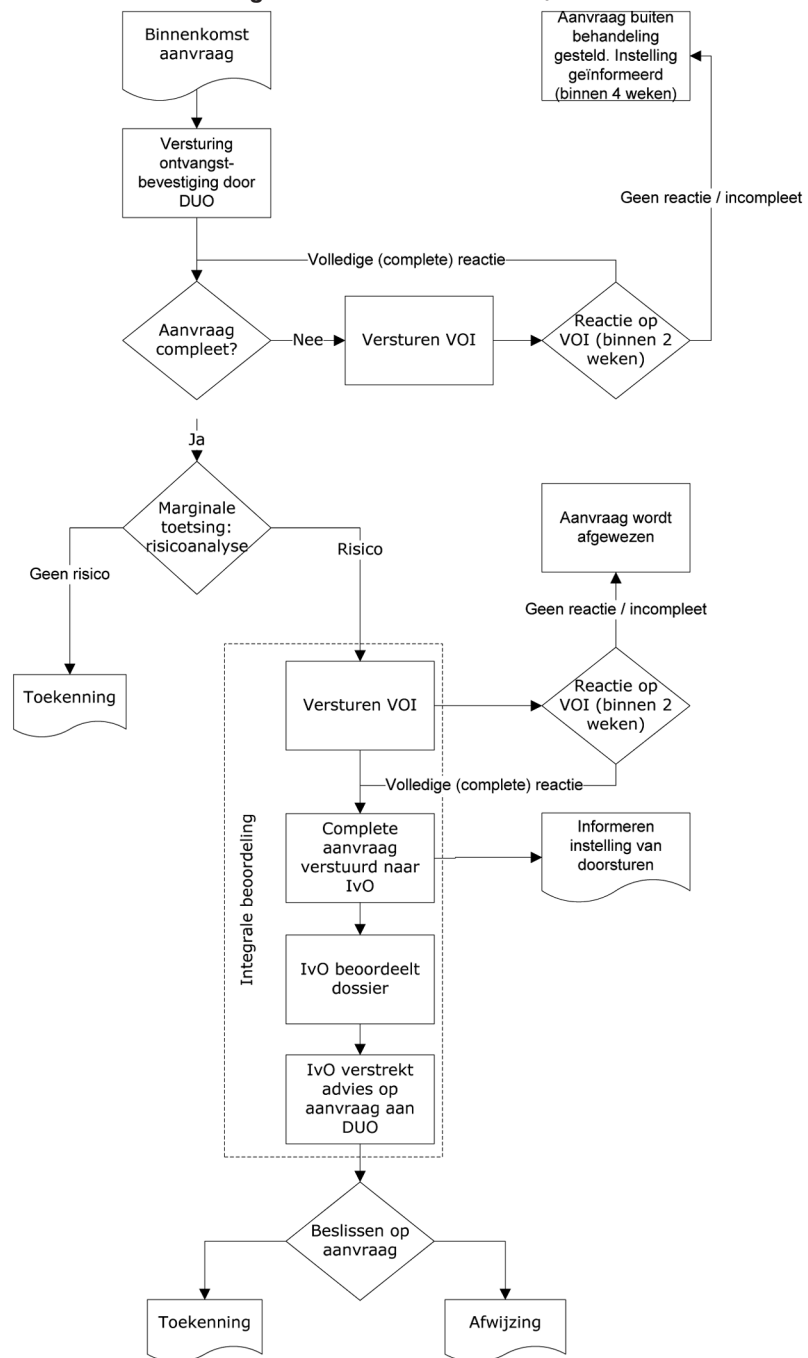 Binnenkomst
aanvraag
Aanvraag buiten
behandeling
gesteld. Instelling
geïnformeerd
(binnen 4 weken)
Versturing
ontvangst-
bevestiging door
DUO
Geen reactie / incompleet
Volledige (complete) reactie
Aanvraag
compleet?
Nee
Versturen VOI
Reactie op
VOI (binnen 2
weken)
Ja
Marginale
toetsing:
risicoanalyse
Geen risico
Risico
Aanvraag wordt
afgewezen
Geen reactie / incompleet
Toekenning
Versturen VOI
Reactie op
VOI (binnen 2
weken)
Volledige (complete) reactie
Integrale beoordeling
Complete
aanvraag
verstuurd naar
IvO
Informeren
instelling van
doorsturen
IvO beoordeelt
dossier
IvO verstrekt
advies op
aanvraag aan
DUO
Beslissen op
aanvraag
Toekenning
Afwijzing